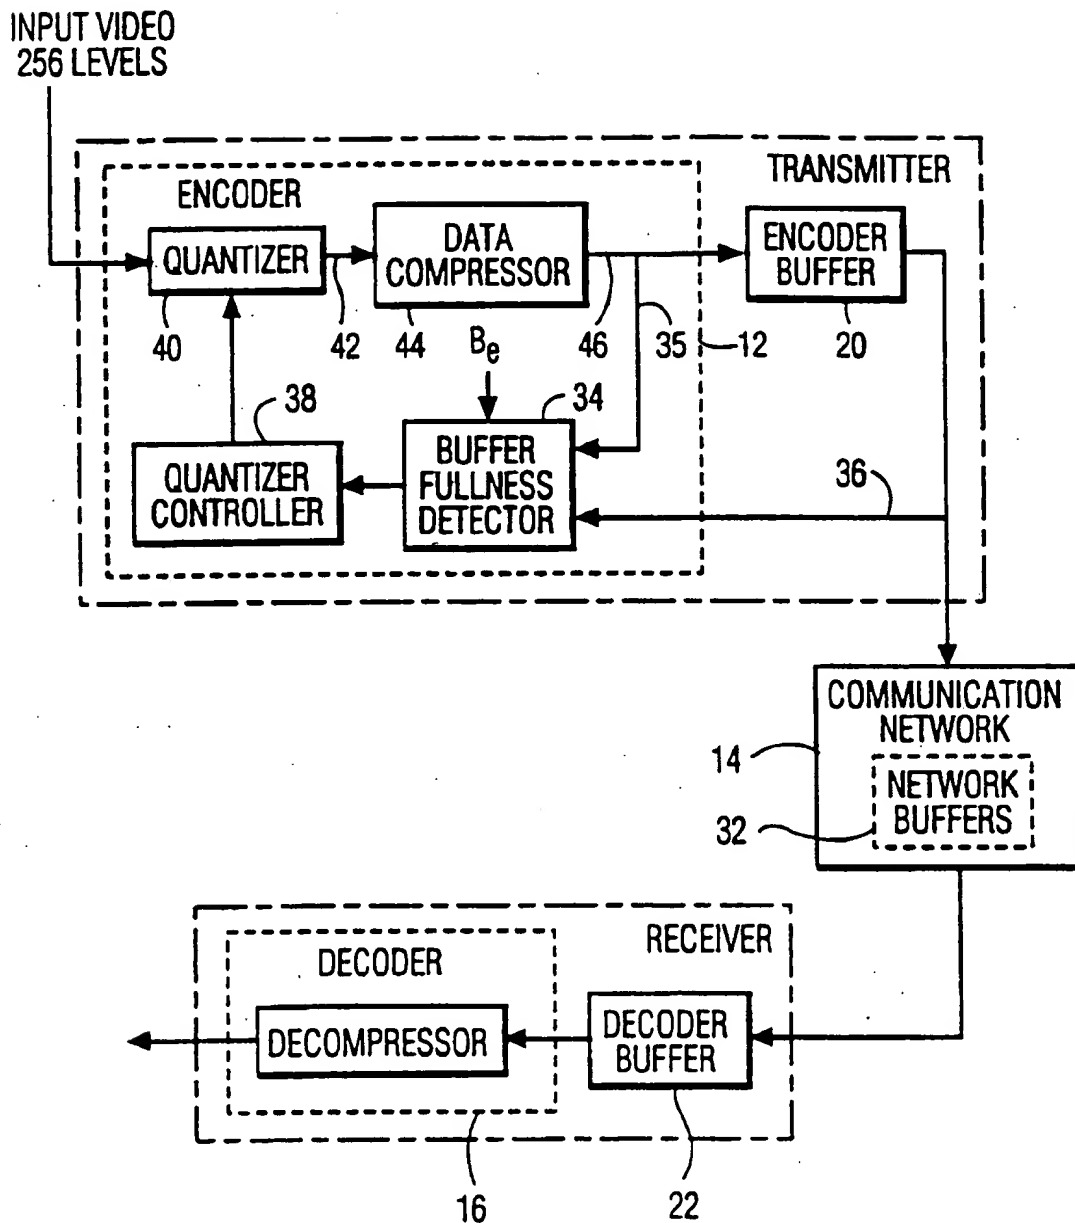 INPUT VIDEO
256 LEVELS
TRANSMITTER
ENCODER
QUANTIZER
DATA
COMPRESSOR
ENCODER
BUFFER
40
42
44
Be
46
35
12
20
38
34
QUANTIZER
CONTROLLER
BUFFER
FULLNESS
DETECTOR
36
COMMUNICATION
NETWORK
14
NETWORK
BUFFERS
32
RECEIVER
DECODER
DECOMPRESSOR
DECODER
BUFFER
16
22